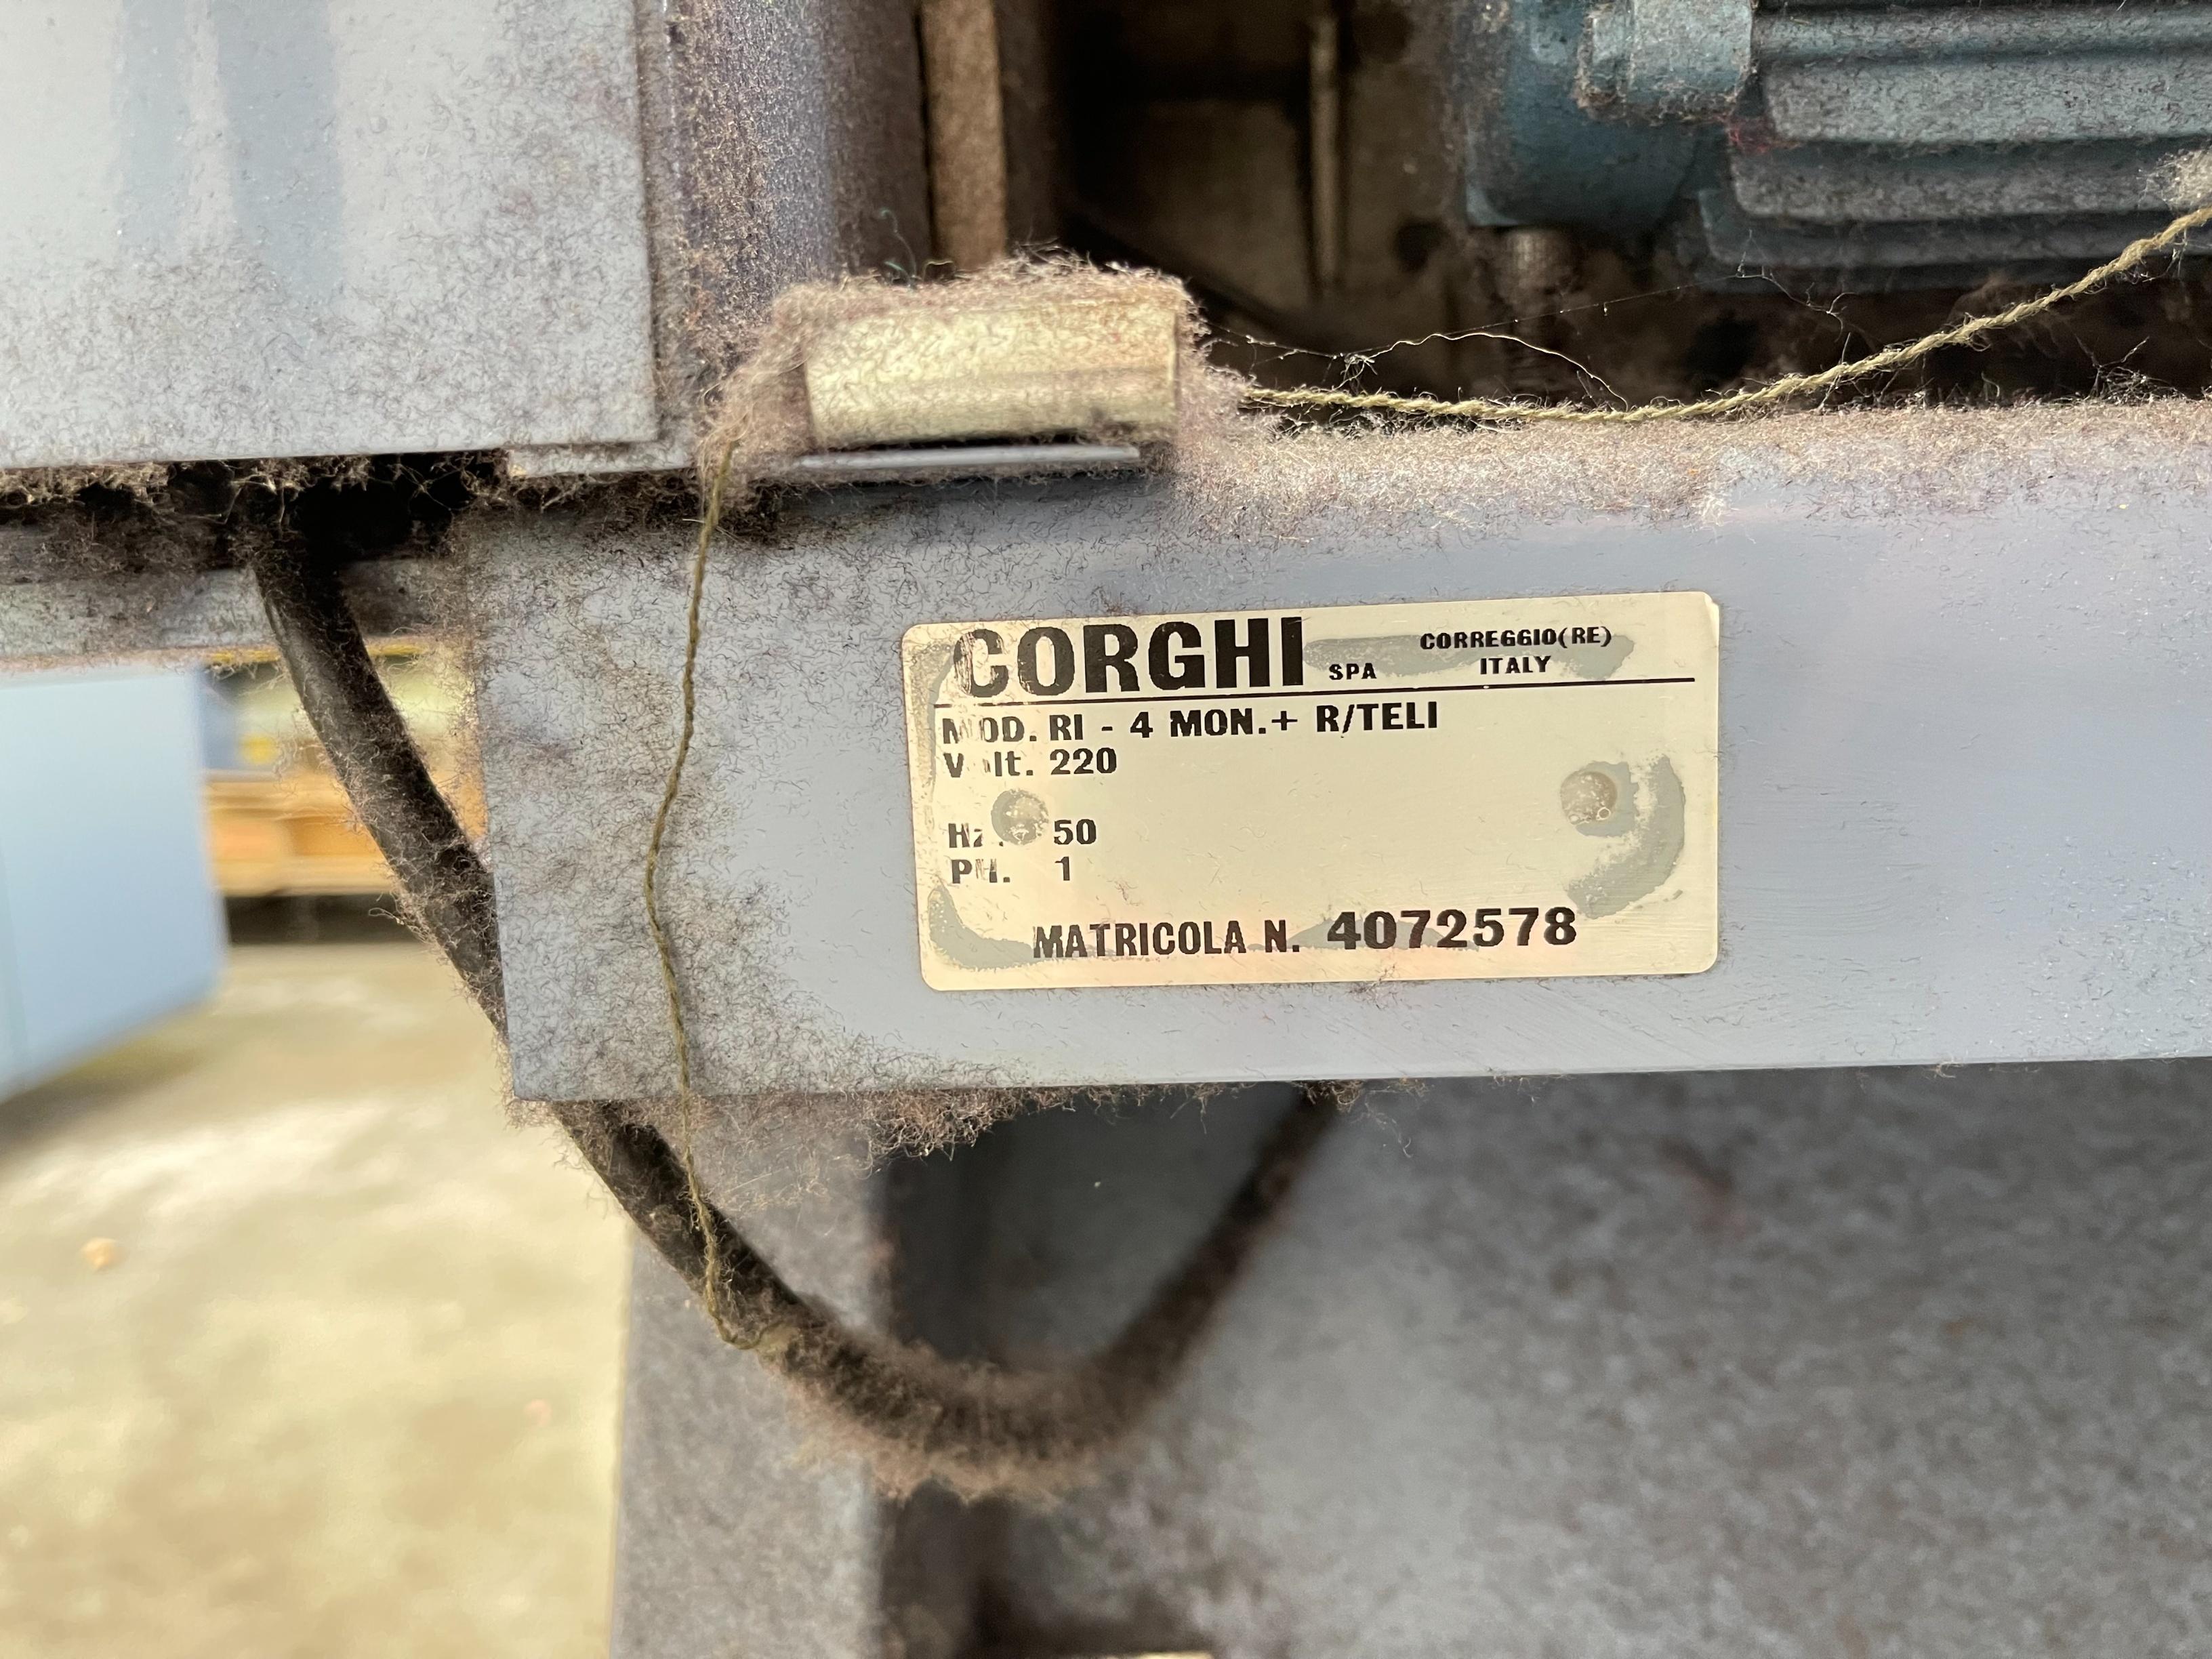 CORGHI SPA CORREGGIO(RE)
ITALY
MOD. RI - 4 MON.+ R/TELI
Volt. 220
Hz. 50
PH. 1
MATRICOLA N. 4072578